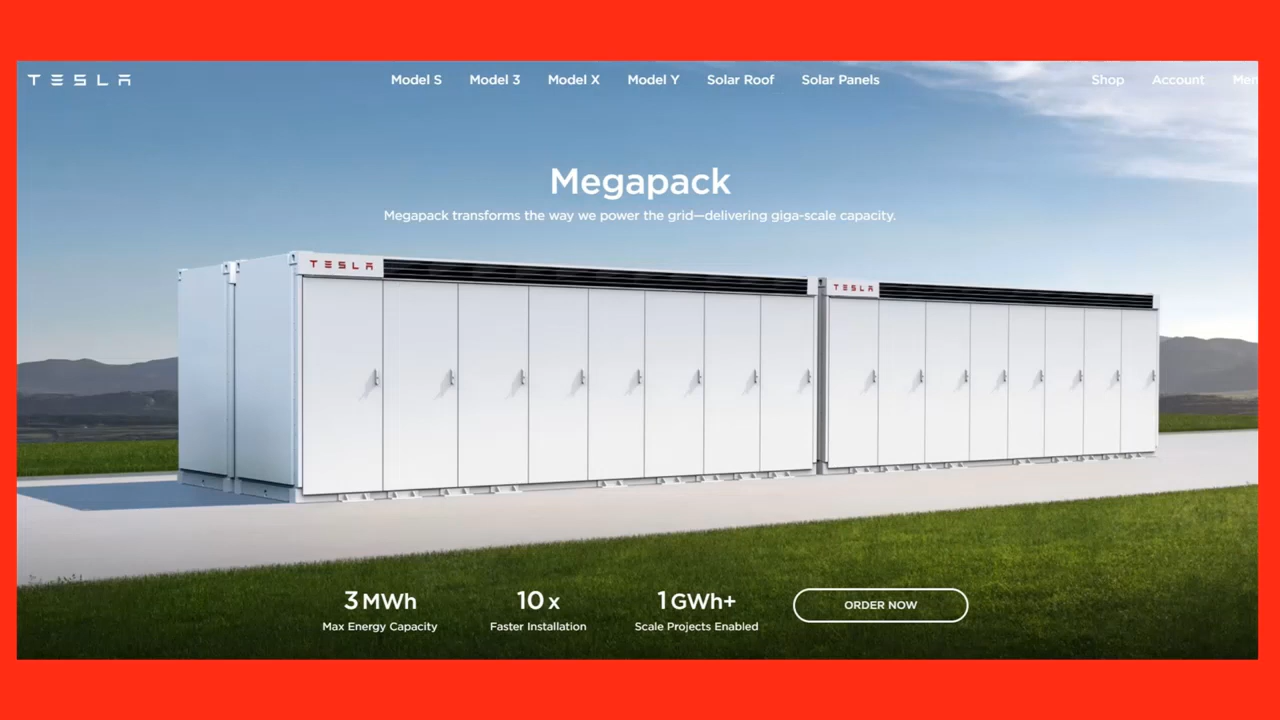 TESLA Model S Model 3 Model X Model Y Solar Roof Solar Panels Shop Account
Megapack
Megapack transforms the way we power the grid—delivering giga-scale capacity.
TESLA
TESLA
3 MWh 10 x 1 GWh+
Max Energy Capacity Faster Installation Scale Projects Enabled
ORDER NOW